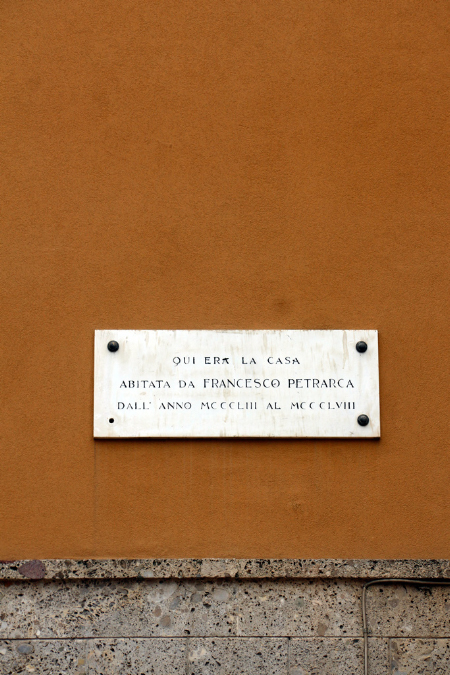 QUI ERA LA CASA
ABITATA DA FRANCESCO PETRARCA
DALL' ANNO MCCCLIII AL MCCCLVIII